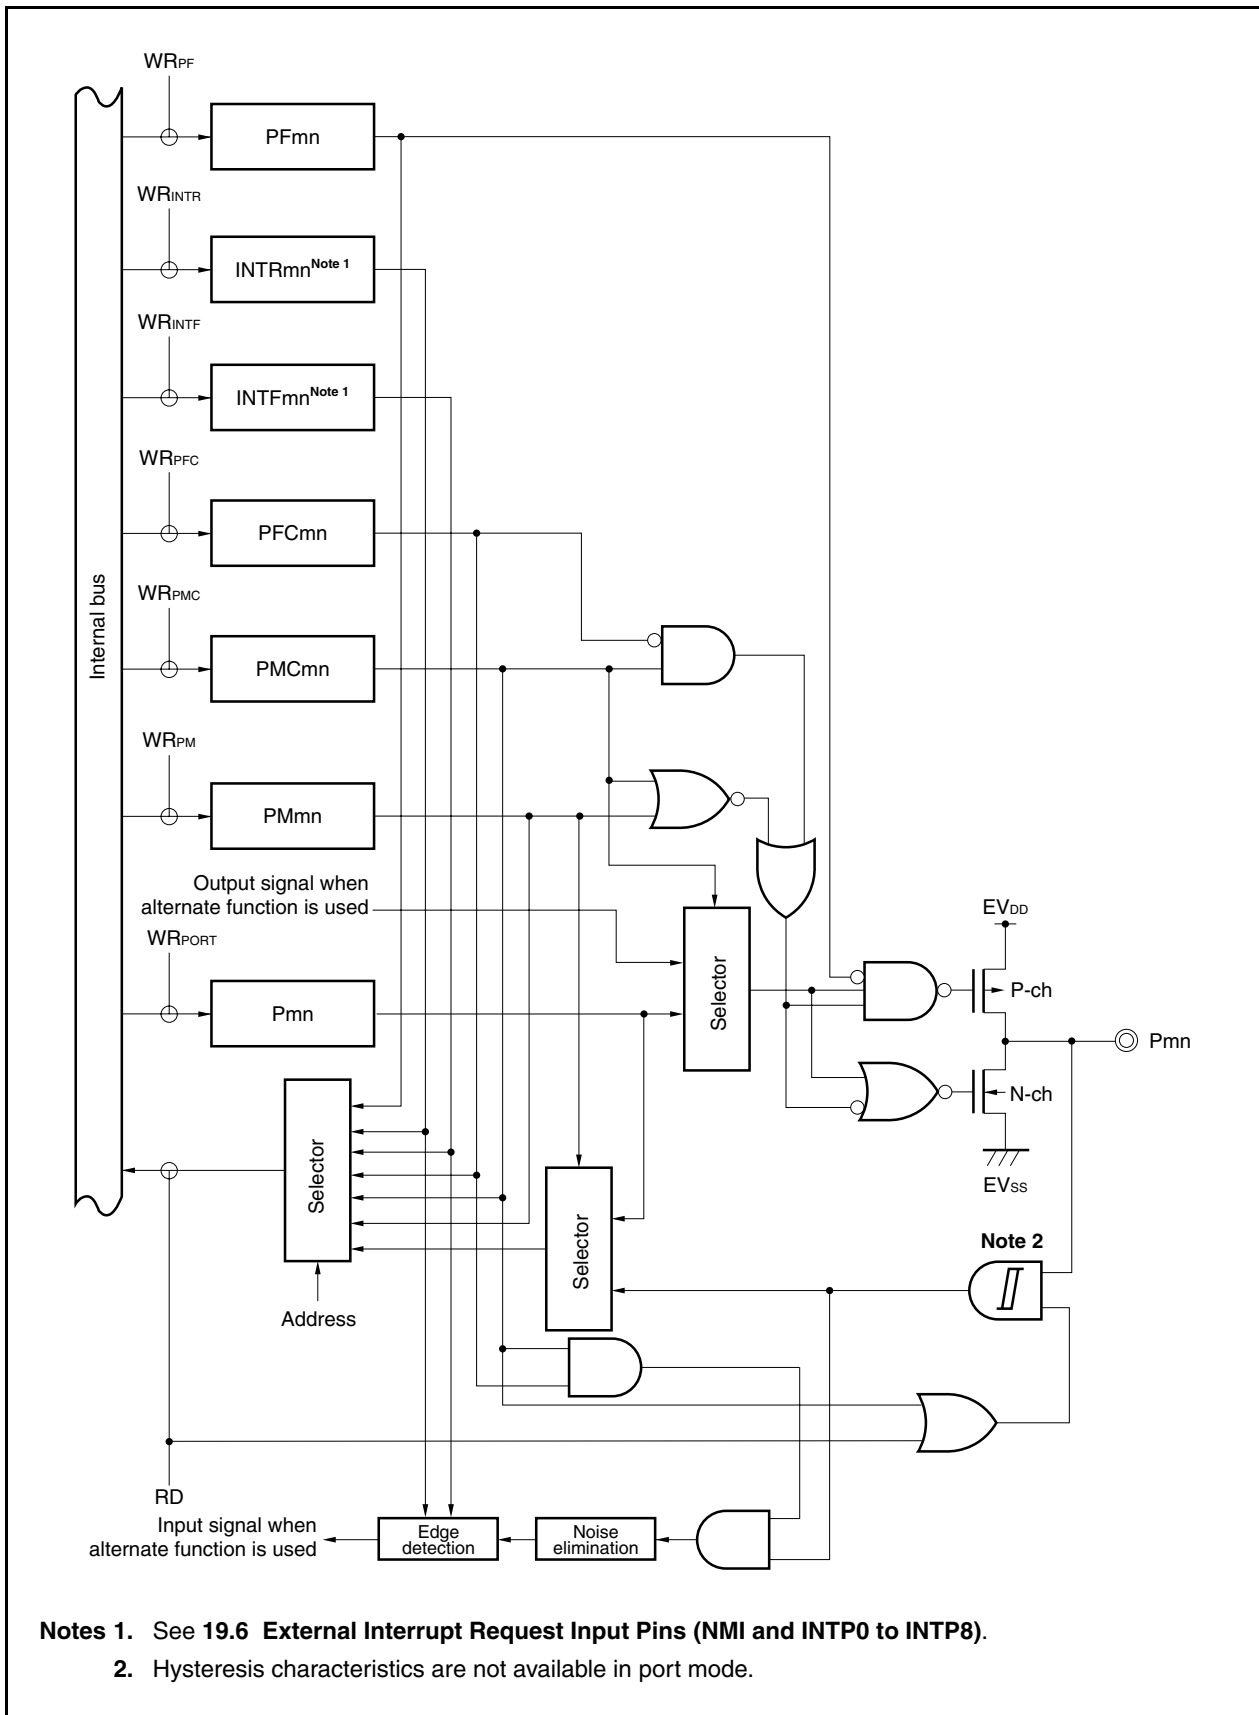 WRPF
PFmn
WRINTR
INTRmnNote 1
WRINTF
INTFmnNote 1
WRPFC
PFCmn
Internal bus
WRPMC
PMCmn
WRPM
PMmn
Output signal when
alternate function is used
WRPORT
Pmn
Selector
EVDD
P-ch
Pmn
N-ch
EVSS
Selector
Selector
Note 2
Address
RD
Input signal when
alternate function is used
Edge
detection
Noise
elimination
Notes 1. See 19.6 External Interrupt Request Input Pins (NMI and INTP0 to INTP8).
2. Hysteresis characteristics are not available in port mode.